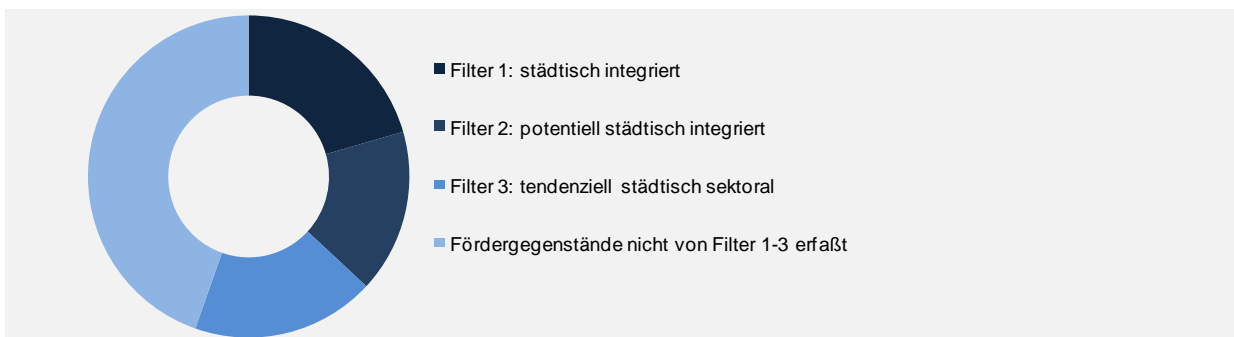 Filter 1: städtisch integriert
Filter 2: potentiell städtisch integriert
Filter 3: tendenziell städtisch sektoral
Fördergegenstände nicht von Filter 1-3 erfaßt